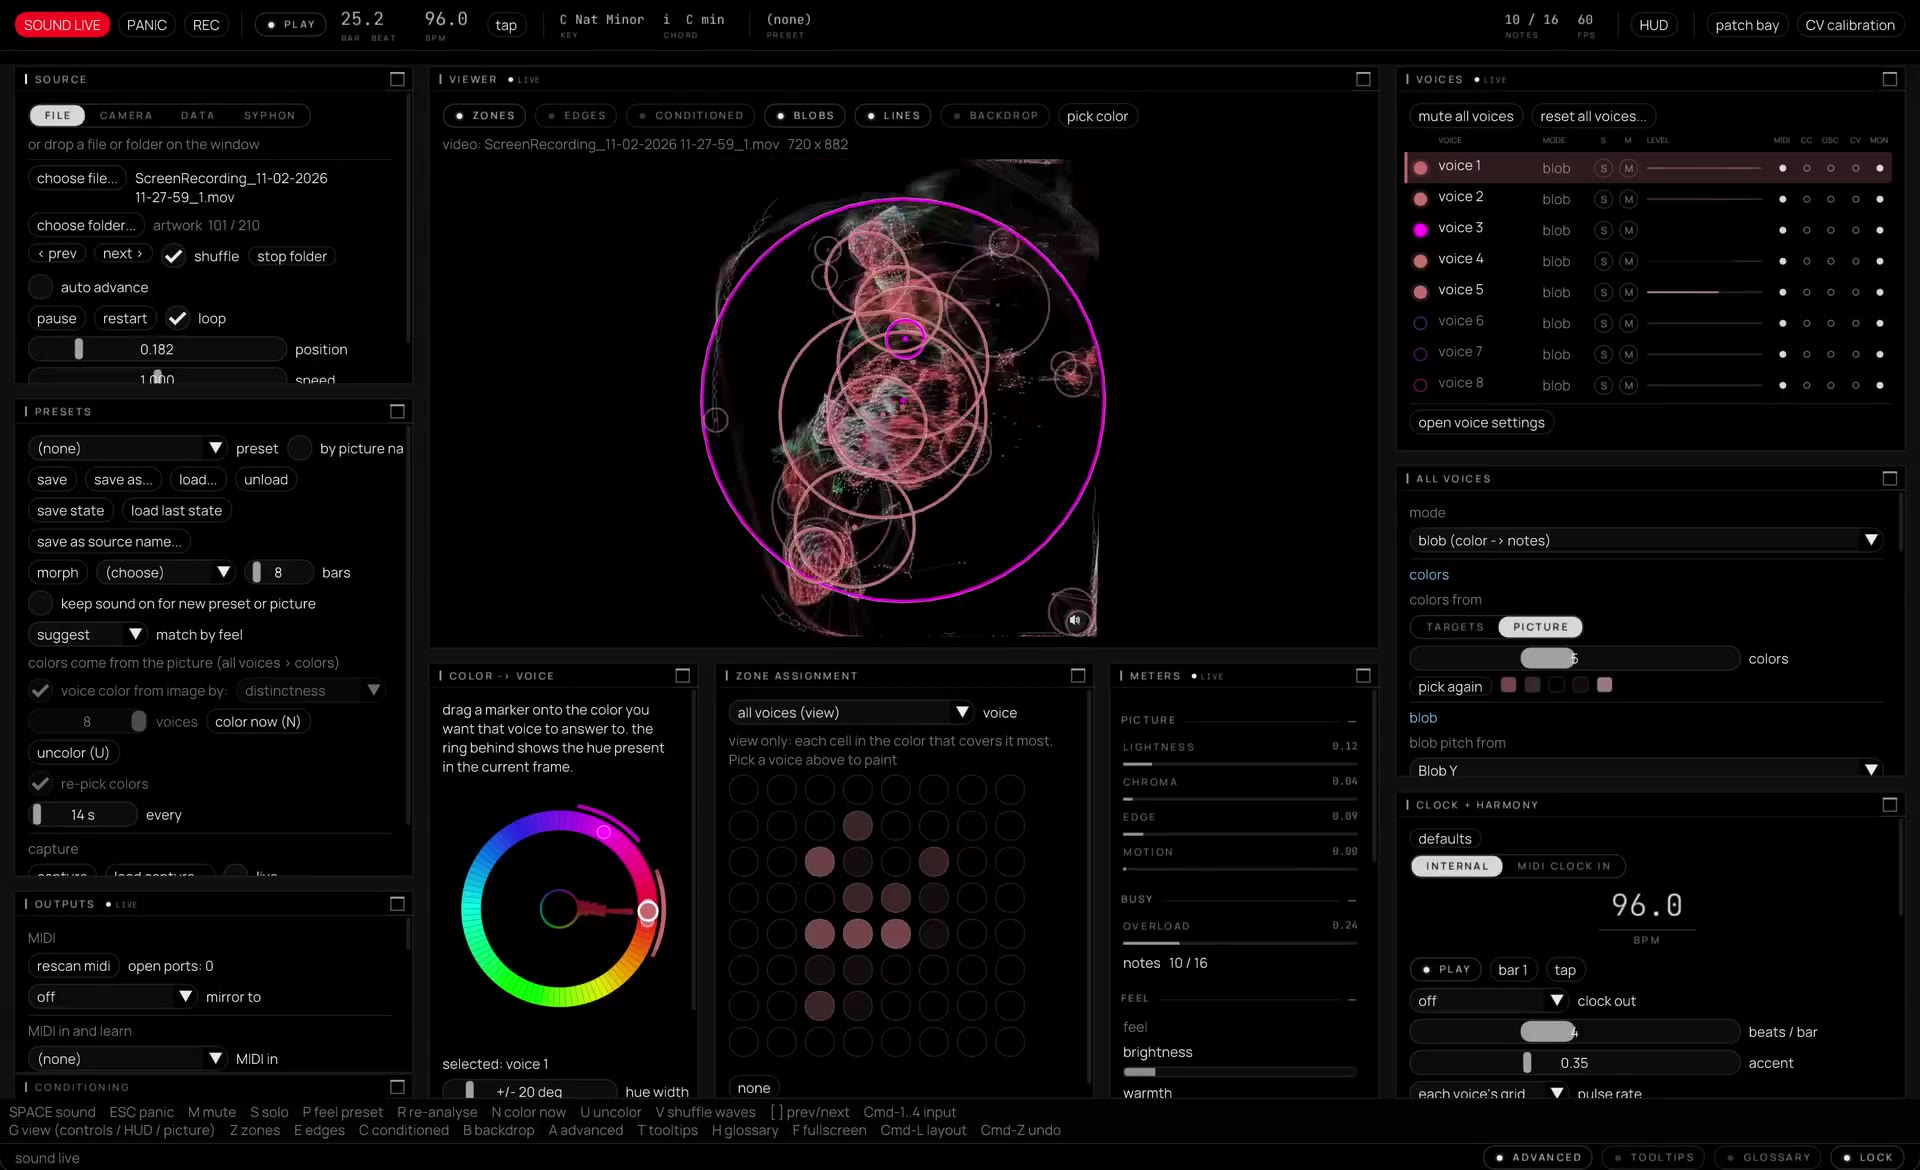 SOUND LIVE PANIC REC PLAY 25.2 96.0 tap C Nat Minor i C min (none) 10 / 16 60 HUD patch bay CV calibration
BAR BEAT BPM KEY CHORD PRESET NOTES FPS
SOURCE
FILE CAMERA DATA SYPHON
or drop a file or folder on the window
choose file... ScreenRecording_11-02-2026
11-27-59_1.mov
choose folder... artwork 101 / 210
< prev next > shuffle stop folder
auto advance
pause restart loop
0.182 position
1.000 speed
PRESETS
(none) preset by picture na
save save as... load... unload
save state load last state
save as source name...
morph (choose) 8 bars
keep sound on for new preset or picture
suggest match by feel
colors come from the picture (all voices > colors)
voice color from image by: distinctness
8 voices color now (N)
uncolor (U)
re-pick colors
14 s every
capture
capture... load capture... live
OUTPUTS LIVE
MIDI
rescan midi open ports: 0
off mirror to
MIDI in and learn
(none) MIDI in
CONDITIONING
VIEWER LIVE
ZONES EDGES CONDITIONED BLOBS LINES BACKDROP pick color
video: ScreenRecording_11-02-2026 11-27-59_1.mov 720 x 882
COLOR -> VOICE
drag a marker onto the color you
want that voice to answer to. the
ring behind shows the hue present
in the current frame.
selected: voice 1
+/- 20 deg hue width
ZONE ASSIGNMENT
all voices (view) voice
view only: each cell in the color that covers it most.
Pick a voice above to paint
none
METERS LIVE
PICTURE
LIGHTNESS 0.12
CHROMA 0.04
EDGE 0.09
MOTION 0.00
BUSY
OVERLOAD 0.24
notes 10 / 16
FEEL
feel
brightness
warmth
VOICES LIVE
mute all voices reset all voices...
VOICE MODE S M LEVEL MIDI CC OSC CV MON
voice 1 blob S M
voice 2 blob S M
voice 3 blob S M
voice 4 blob S M
voice 5 blob S M
voice 6 blob S M
voice 7 blob S M
voice 8 blob S M
open voice settings
ALL VOICES
mode
blob (color -> notes)
colors
colors from
TARGETS PICTURE
5 colors
pick again
blob
blob pitch from
Blob Y
CLOCK + HARMONY
defaults
INTERNAL MIDI CLOCK IN
96.0
BPM
PLAY bar 1 tap
off clock out
4 beats / bar
0.35 accent
each voice's grid pulse rate
SPACE sound ESC panic M mute S solo P feel preset R re-analyse N color now U uncolor V shuffle waves [ ] prev/next Cmd-1..4 input
G view (controls / HUD / picture) Z zones E edges C conditioned B backdrop A advanced T tooltips H glossary F fullscreen Cmd-L layout Cmd-Z undo
sound live ADVANCED TOOLTIPS GLOSSARY LOCK